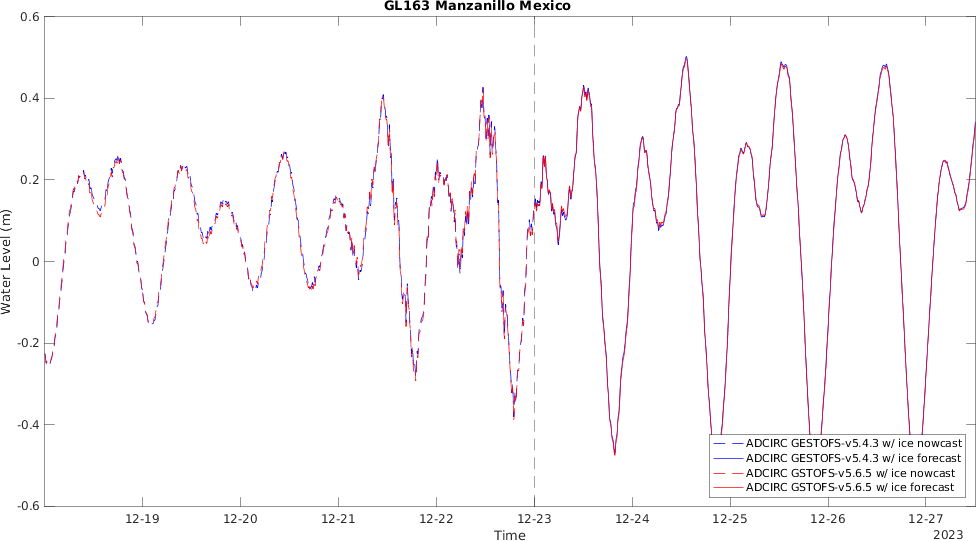 GL163 Manzanillo Mexico
0.6
0.4
0.2
0
-0.2
-0.4
-0.6
Water Level (m)
ADCIRC GESTOFS-v5.4.3 w/ ice nowcast
ADCIRC GESTOFS-v5.4.3 w/ ice forecast
ADCIRC GSTOFS-v5.6.5 w/ ice nowcast
ADCIRC GSTOFS-v5.6.5 w/ ice forecast
12-19 12-20 12-21 12-22 12-23 12-24 12-25 12-26 12-27
Time
2023